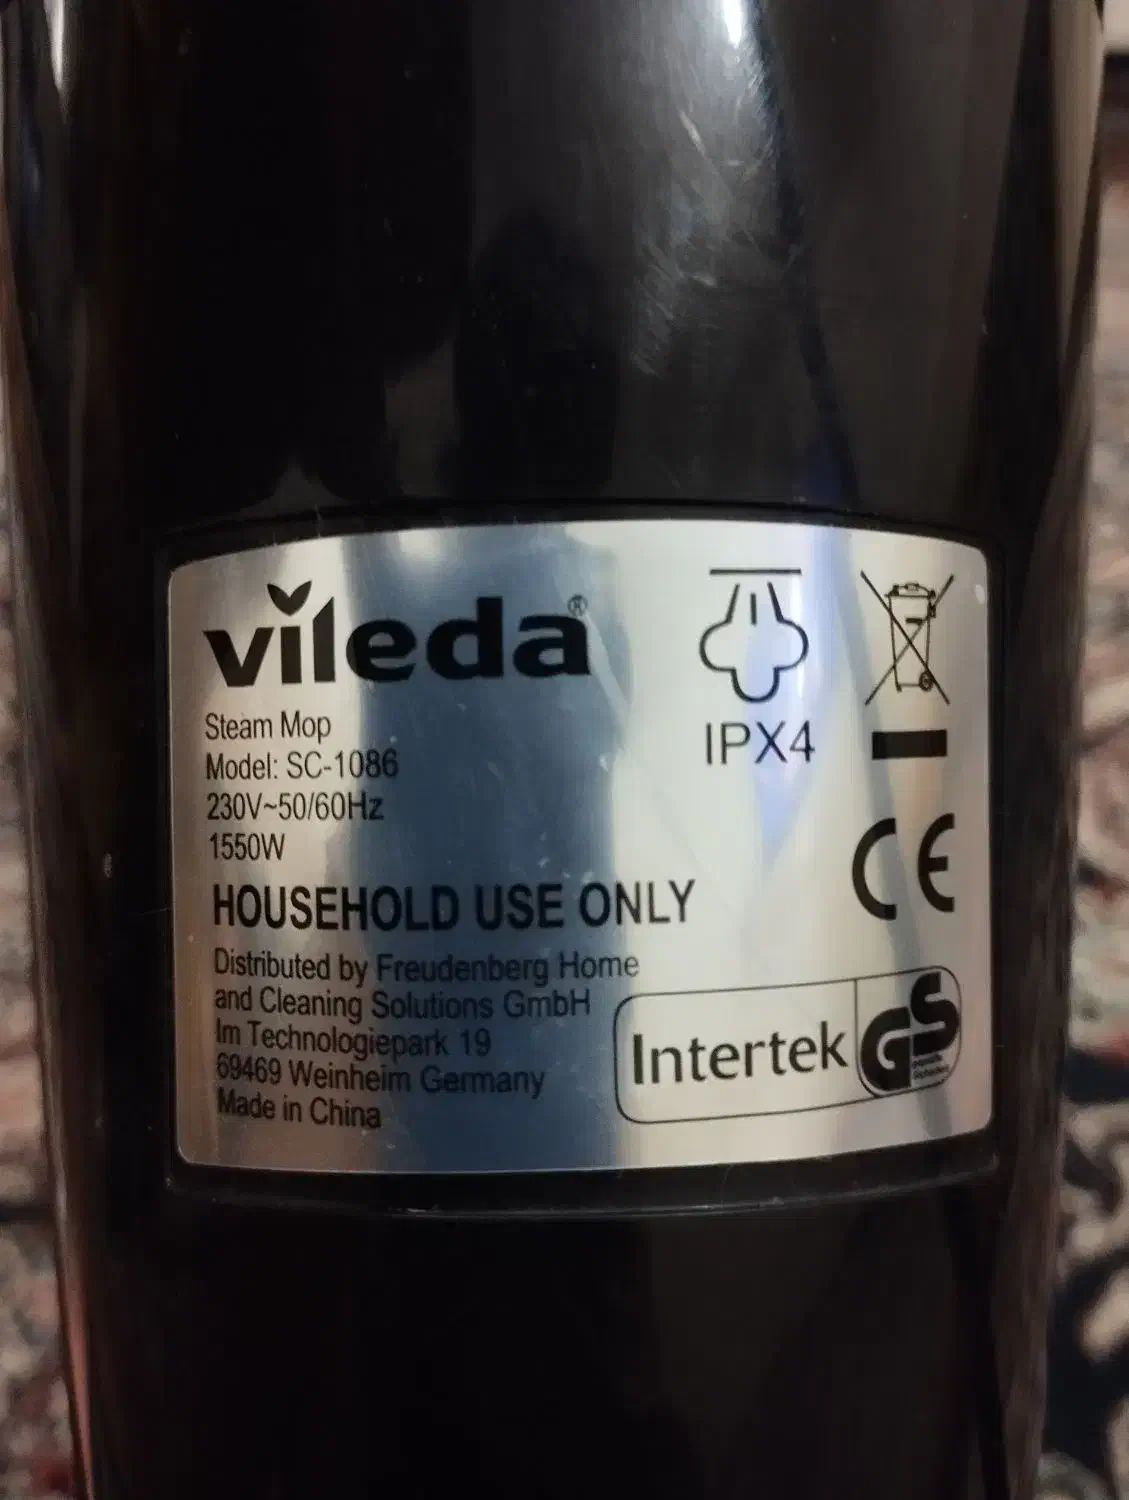 vileda®
Steam Mop
Model: SC-1086
230V~50/60Hz
1550W
HOUSEHOLD USE ONLY
Distributed by Freudenberg Home
and Cleaning Solutions GmbH
Im Technologiepark 19
69469 Weinheim Germany
Made in China
IPX4
CE
Intertek
GS